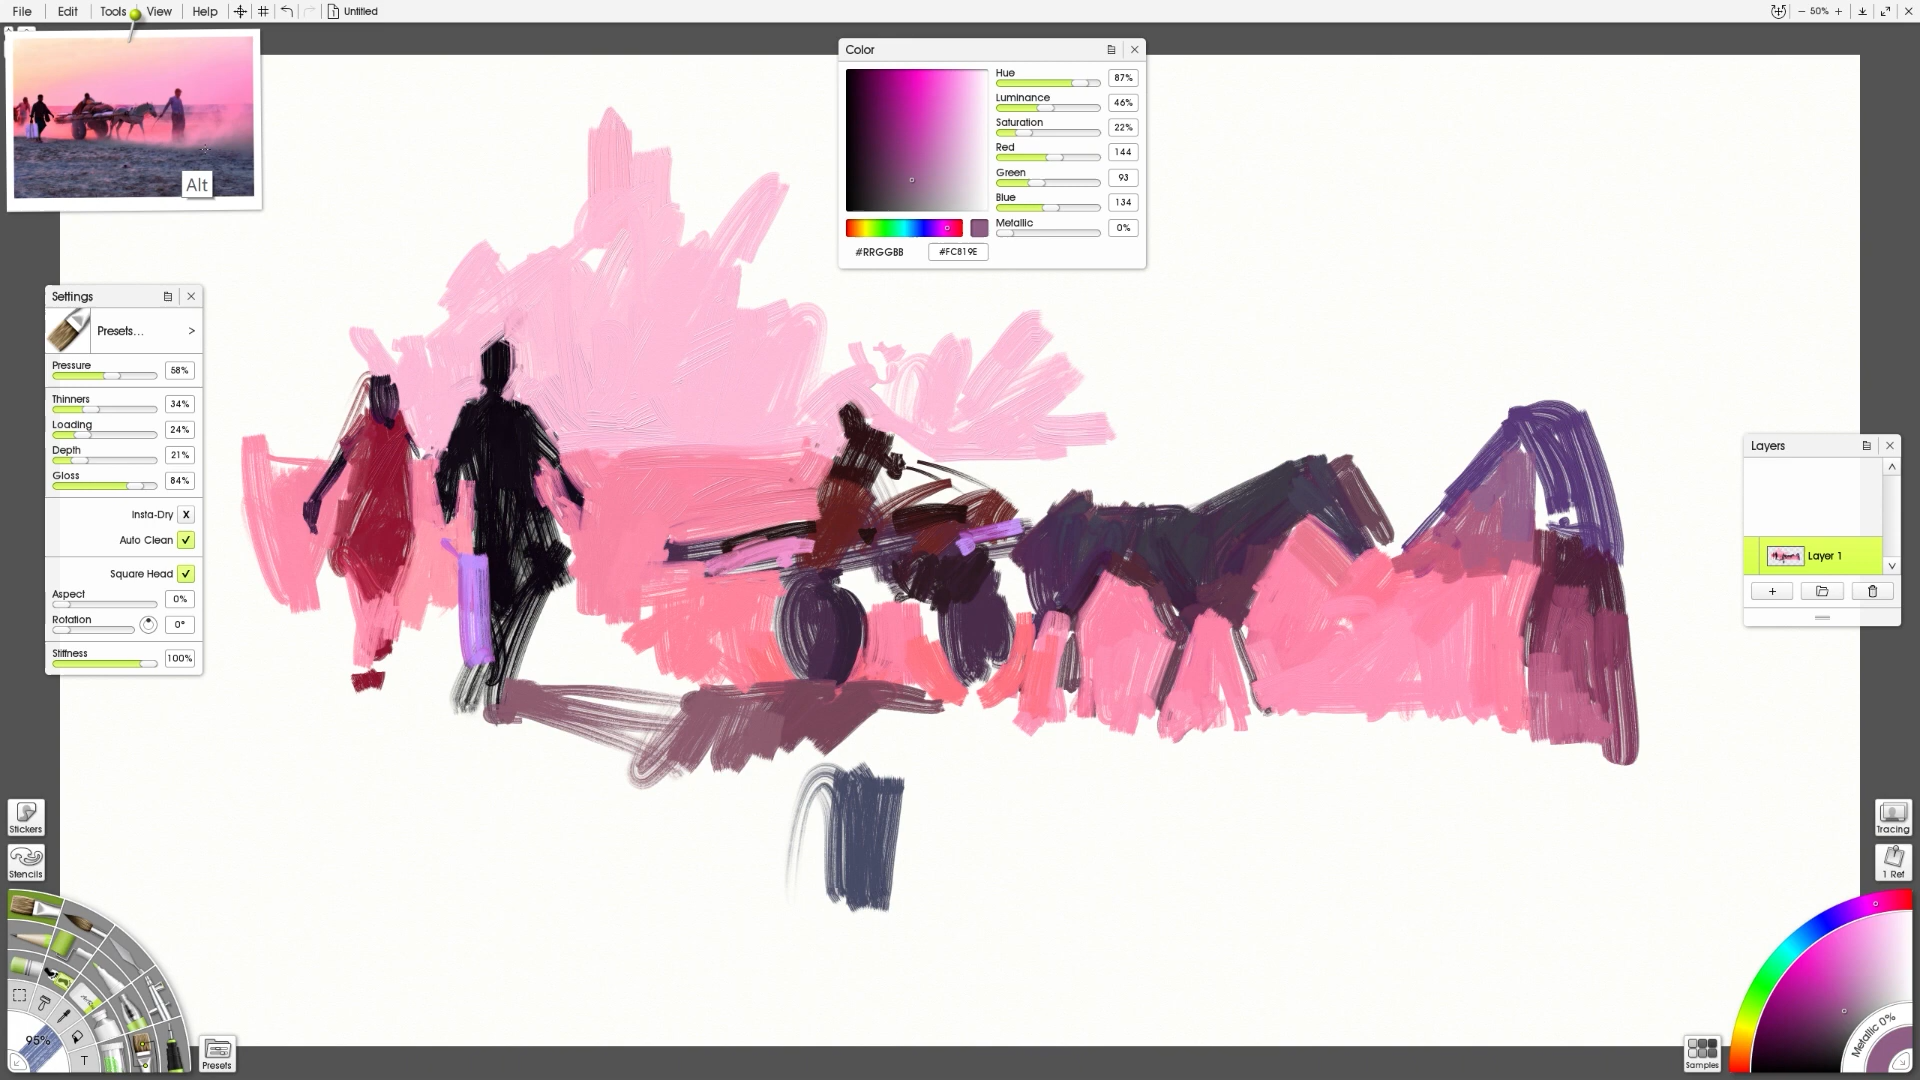 File Edit Tools View Help Untitled 50%
Alt
Color
Hue 87%
Luminance 46%
Saturation 22%
Red 144
Green 93
Blue 134
Metallic 0%
#RRGGBB #FC819E
Settings
Presets... >
Pressure 58%
Thinners 34%
Loading 24%
Depth 21%
Gloss 84%
Insta-Dry X
Auto Clean
Square Head
Aspect 0%
Rotation 0°
Stiffness 100%
Layers
Layer 1
Stickers
Stencils
95%
T
Presets
Tracing
1 Ref
Samples
Metallic 0%